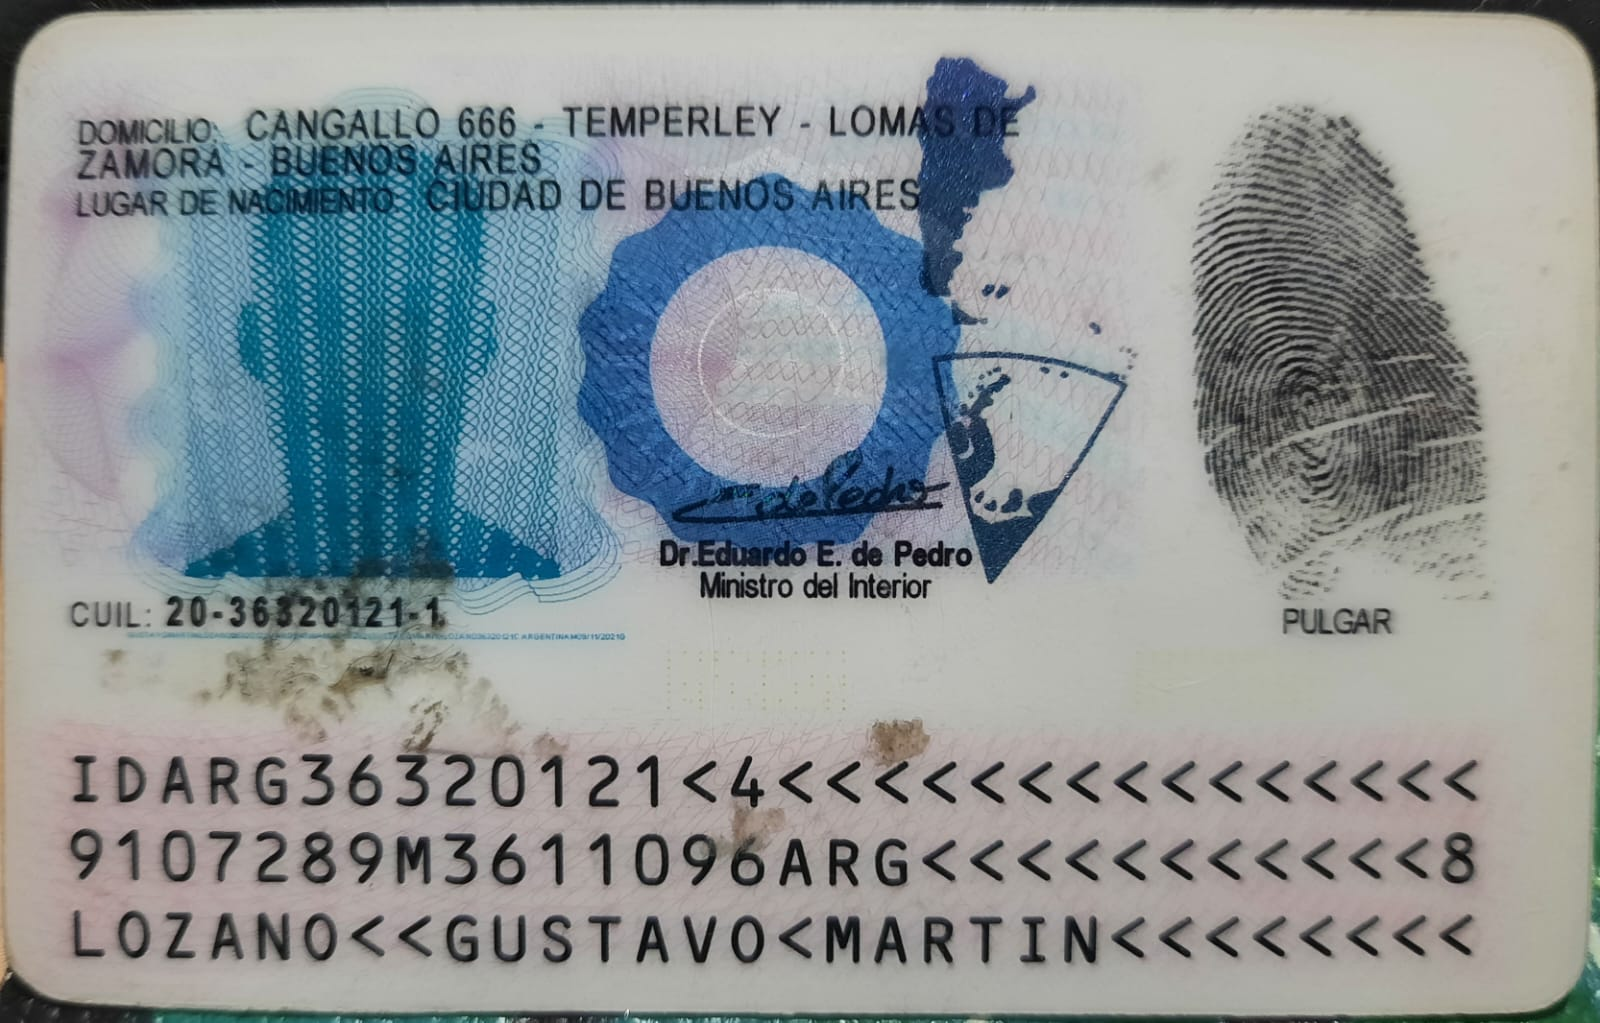 DOMICILIO: CANGALLO 666 - TEMPERLEY - LOMAS DE
ZAMORA - BUENOS AIRES
LUGAR DE NACIMIENTO: CIUDAD DE BUENOS AIRES
Dr.Eduardo E. de Pedro
Ministro del Interior
CUIL: 20-36320121-1
PULGAR
IDARG36320121<4<<<<<<<<<<<<<<<
9107289M3611096ARG<<<<<<<<<<<8
LOZANO<<GUSTAVO<MARTIN<<<<<<<<